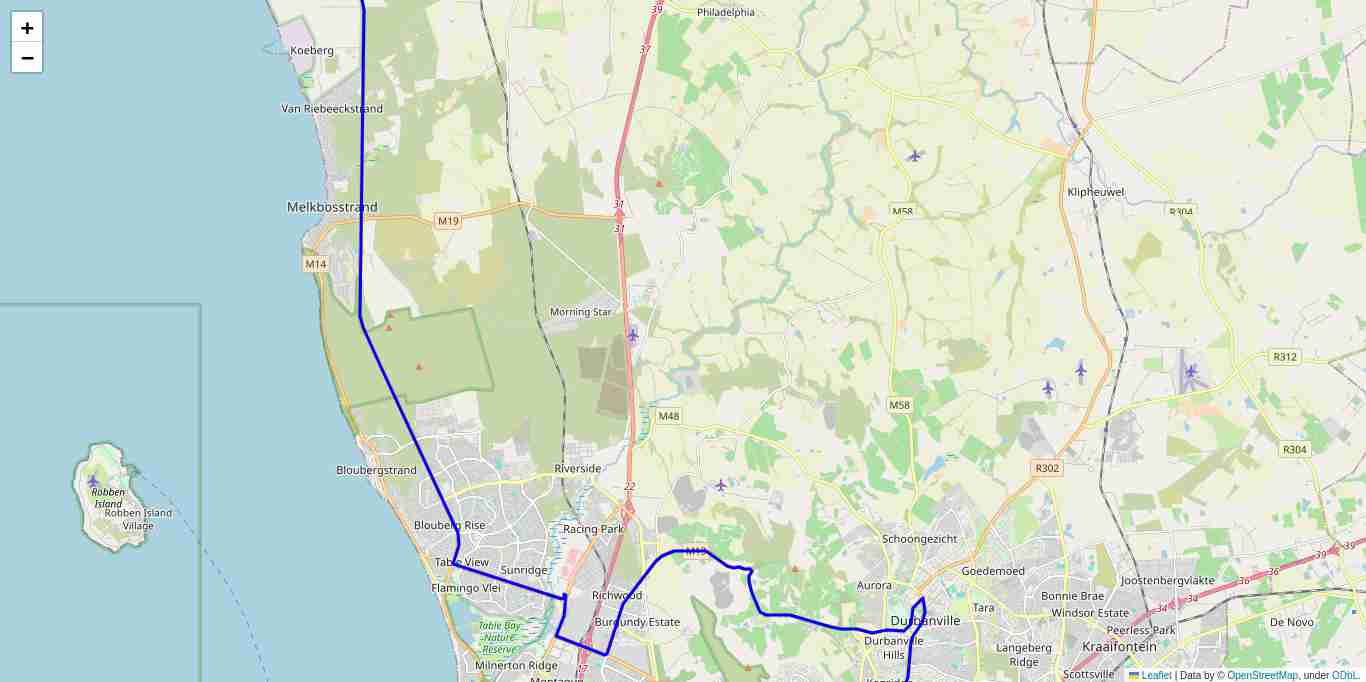 +
−
39
Philadelphia
37
Koeberg
Van Riebeeckstrand
Klipheuwel
Melkbosstrand
31
M58
R304
M19
31
M14
Morning Star
R312
M58
M48
R304
R302
Bloubergstrand
Riverside
22
Robben
Island
Robben Island
Village
Blouberg Rise
Racing Park
Schoongezicht
39
M13
Table View
Sunridge
Goedemoed
36
36
Joostenbergvlakte
Flamingo Vlei
Aurora
Richwood
Bonnie Brae
34
34
Tara
Windsor Estate
Table Bay
Nature
Reserve
Burgundy Estate
Durbanville
Peerless Park
De Novo
Durbanville
Hills
Langeberg
Ridge
Kraaifontein
Milnerton Ridge
17
Scottsville
Leaflet | Data by © OpenStreetMap, under ODbL.